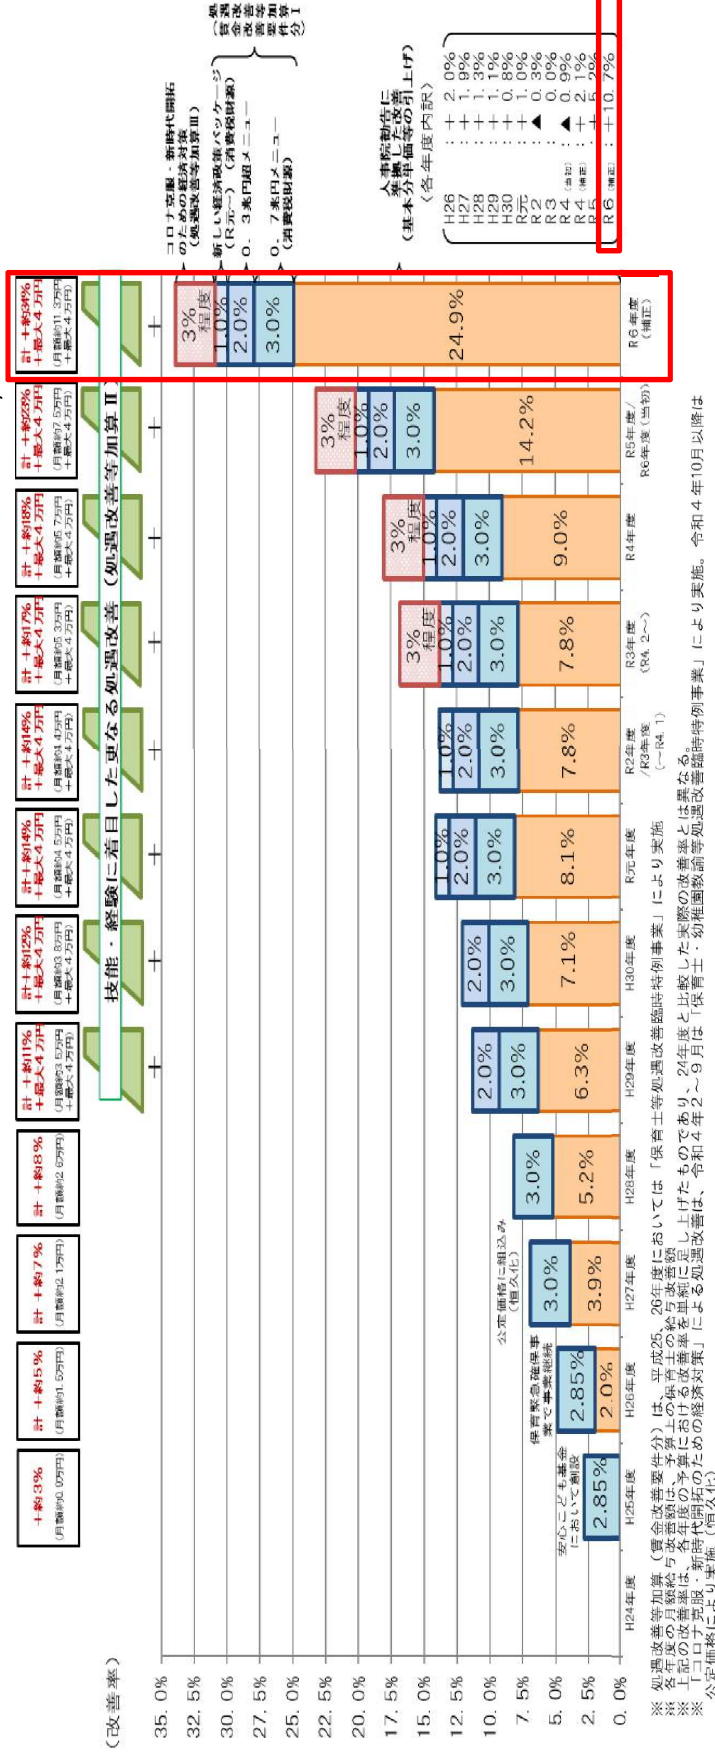 (改善率)
35.0%
32.5%
30.0%
27.5%
25.0%
22.5%
20.0%
17.5%
15.0%
12.5%
10.0%
7.5%
5.0%
2.5%
0.0%
+約3%
計 +約5%
計 +約7%
計 +約8%
(月額約2.6万円)
計 +約11%
+最大4万円
(月額約3.5万円
+最大4万円)
計 +約12%
+最大4万円
(月額約3.8万円
+最大4万円)
計 +約14%
+最大4万円
(月額約4.5万円
+最大4万円)
計 +約14%
+最大4万円
(月額約4.4万円
+最大4万円)
計 +約17%
+最大4万円
(月額約5.3万円
+最大4万円)
計 +約18%
+最大4万円
(月額約5.7万円
+最大4万円)
計 +約23%
+最大4万円
(月額約7.5万円
+最大4万円)
計 +約34%
+最大4万円
(月額約11.3万円
+最大4万円)
技能・経験に着目した更なる処遇改善(処遇改善等加算Ⅱ)
+ + + + + + + +
安心こども基金
において創設
2.85%
保育緊急確保事
業で事業継続
2.85%
2.0%
公定価格に組込み
(恒久化)
3.0%
3.9%
3.0%
5.2%
2.0%
3.0%
6.3%
2.0%
3.0%
7.1%
1.0%
2.0%
3.0%
8.1%
1.0%
2.0%
3.0%
7.8%
3%
程度
1.0%
2.0%
3.0%
7.8%
3%
程度
1.0%
2.0%
3.0%
9.0%
3%
程度
1.0%
2.0%
3.0%
14.2%
3%
程度
1.0%
2.0%
3.0%
24.9%
H24年度
H25年度
H26年度
H27年度
H28年度
H29年度
H30年度
R元年度
R2年度
/R3年度
(~R4.1)
R3年度
(R4.2~)
R4年度
R5年度/
R6年度(当初)
R6年度
(補正)
コロナ克服・新時代開拓
のための経済対策
(処遇改善等加算Ⅲ)
新しい経済政策パッケージ
(R元~)(消費税財源)
0.3兆円超メニュー
0.7兆円メニュー
(消費税財源)
処遇改善等加算Ⅰ
(賃金改善要件分)
人事院勧告に
準拠した改善
(基本分単価等の引上げ)
(各年度内訳)
H26 :+2.0%
H27 :+1.9%
H28 :+1.3%
H29 :+1.1%
H30 :+0.8%
R元 :+1.0%
R2 :▲0.3%
R3 : 0.0%
R4(当初):▲0.9%
R4(補正):+2.1%
R5 :+5.2%
R6(補正):+10.7%
※ 処遇改善等加算(賃金改善要件分)は、平成25、26年度においては「保育士等処遇改善臨時特例事業」により実施
※ 各年度の月額給与改善額は、予算上の保育士の給与改善額
※ 上記の改善率は、各年度の予算における改善率を単純に足し上げたものであり、24年度と比較した実際の改善率とは異なる。
※ 「コロナ克服・新時代開拓のための経済対策」による処遇改善は、令和4年2~9月は「保育士・幼稚園教諭等処遇改善臨時特例事業」により実施。令和4年10月以降は
公定価格により実施(恒久化)